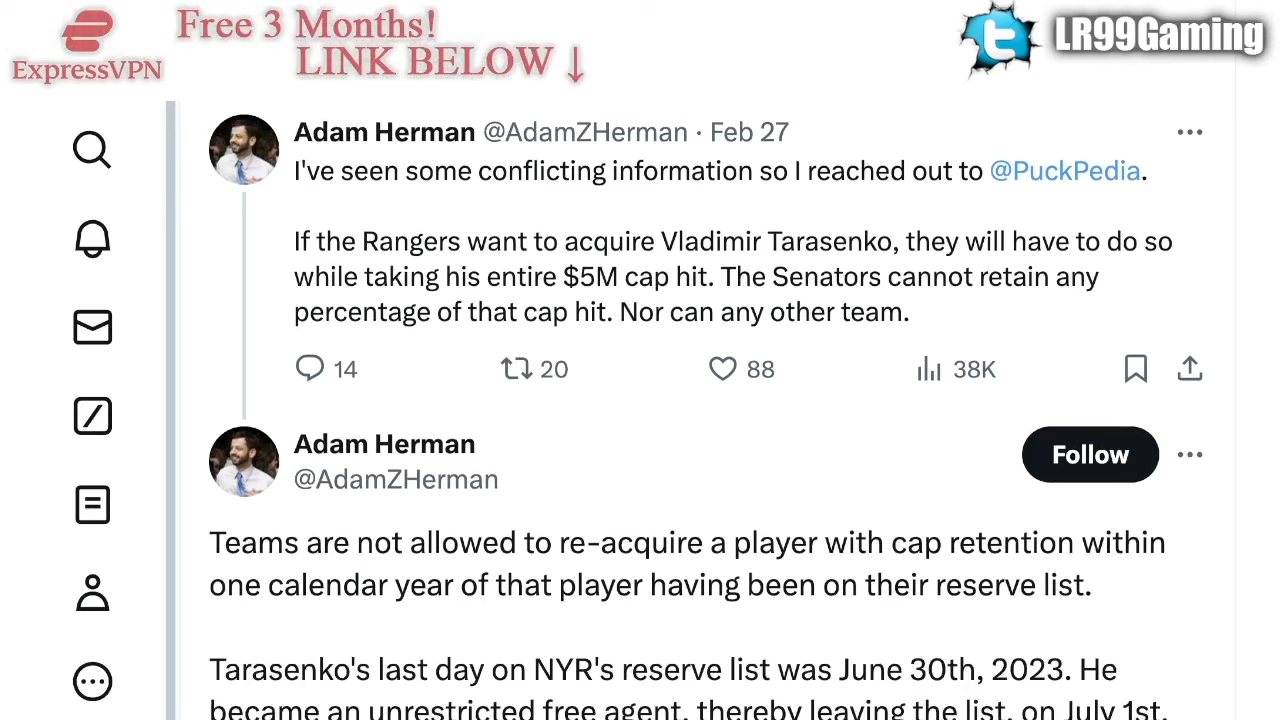 Free 3 Months!
LINK BELOW ↓
ExpressVPN
LR99Gaming
Adam Herman @AdamZHerman · Feb 27
I've seen some conflicting information so I reached out to @PuckPedia.
If the Rangers want to acquire Vladimir Tarasenko, they will have to do so
while taking his entire $5M cap hit. The Senators cannot retain any
percentage of that cap hit. Nor can any other team.
14 20 88 38K
Adam Herman
@AdamZHerman
Follow
Teams are not allowed to re-acquire a player with cap retention within
one calendar year of that player having been on their reserve list.
Tarasenko's last day on NYR's reserve list was June 30th, 2023. He
became an unrestricted free agent, thereby leaving the list, on July 1st.